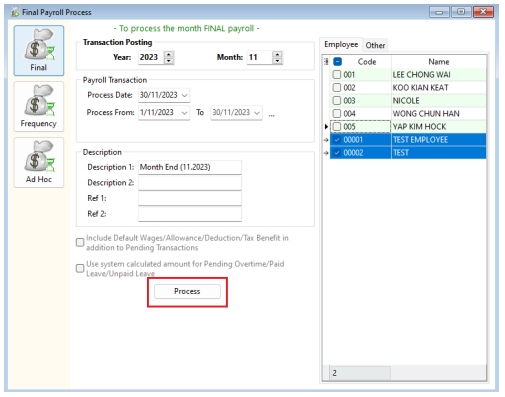 Final Payroll Process
- To process the month FINAL payroll -
Final
Frequency
Ad Hoc
Transaction Posting
Year: 2023 Month: 11
Payroll Transaction
Process Date: 30/11/2023
Process From: 1/11/2023 To 30/11/2023 ...
Description
Description 1: Month End (11.2023)
Description 2:
Ref 1:
Ref 2:
Include Default Wages/Allowance/Deduction/Tax Benefit in
addition to Pending Transactions
Use system calculated amount for Pending Overtime/Paid
Leave/Unpaid Leave
Process
Employee Other
Code Name
001 LEE CHONG WAI
002 KOO KIAN KEAT
003 NICOLE
004 WONG CHUN HAN
005 YAP KIM HOCK
00001 TEST EMPLOYEE
00002 TEST
2